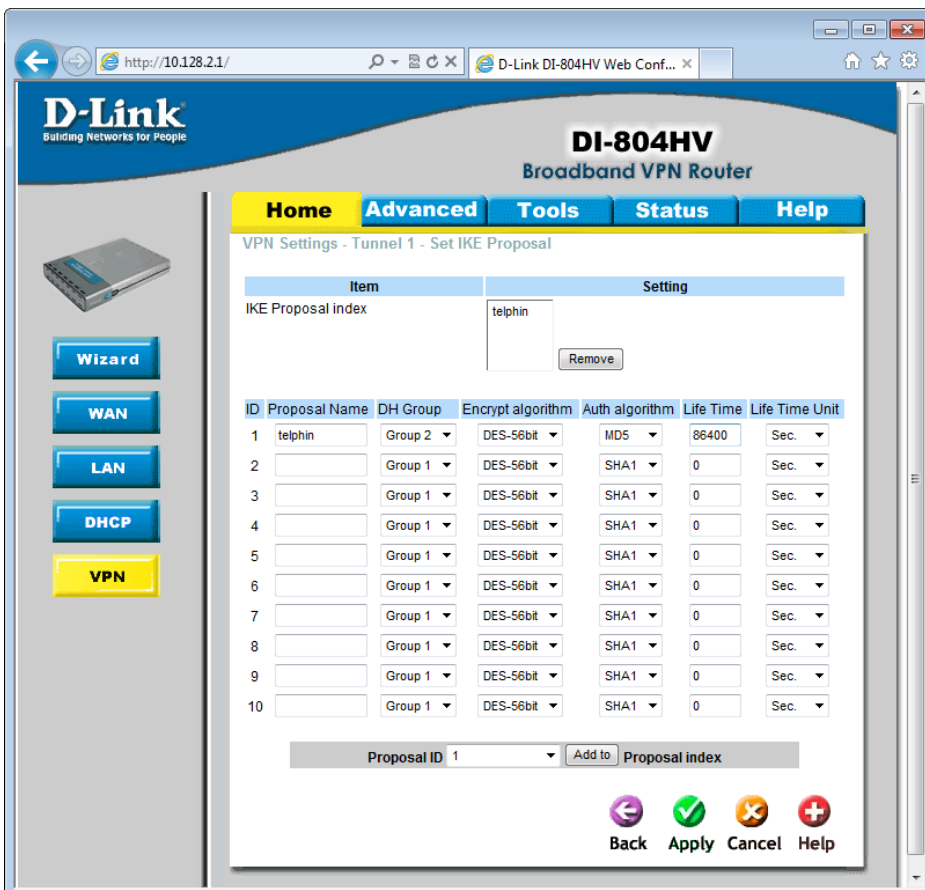 http://10.128.2.1/
D-Link DI-804HV Web Conf...
D-Link
Building Networks for People
DI-804HV
Broadband VPN Router
Home Advanced Tools Status Help
VPN Settings - Tunnel 1 - Set IKE Proposal
Item Setting
IKE Proposal index telphin
Remove
Wizard
WAN
LAN
DHCP
VPN
ID Proposal Name DH Group Encrypt algorithm Auth algorithm Life Time Life Time Unit
1 telphin Group 2 DES-56bit MD5 86400 Sec.
2 Group 1 DES-56bit SHA1 0 Sec.
3 Group 1 DES-56bit SHA1 0 Sec.
4 Group 1 DES-56bit SHA1 0 Sec.
5 Group 1 DES-56bit SHA1 0 Sec.
6 Group 1 DES-56bit SHA1 0 Sec.
7 Group 1 DES-56bit SHA1 0 Sec.
8 Group 1 DES-56bit SHA1 0 Sec.
9 Group 1 DES-56bit SHA1 0 Sec.
10 Group 1 DES-56bit SHA1 0 Sec.
Proposal ID 1 Add to Proposal index
Back Apply Cancel Help